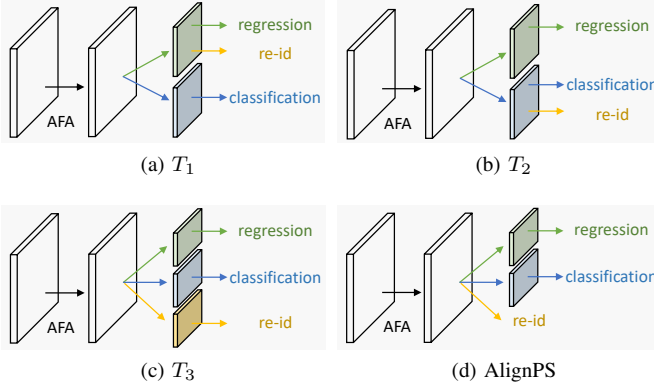 regression
re-id
classification
AFA
(a) T1
regression
classification
re-id
AFA
(b) T2
regression
classification
re-id
AFA
(c) T3
regression
classification
re-id
AFA
(d) AlignPS